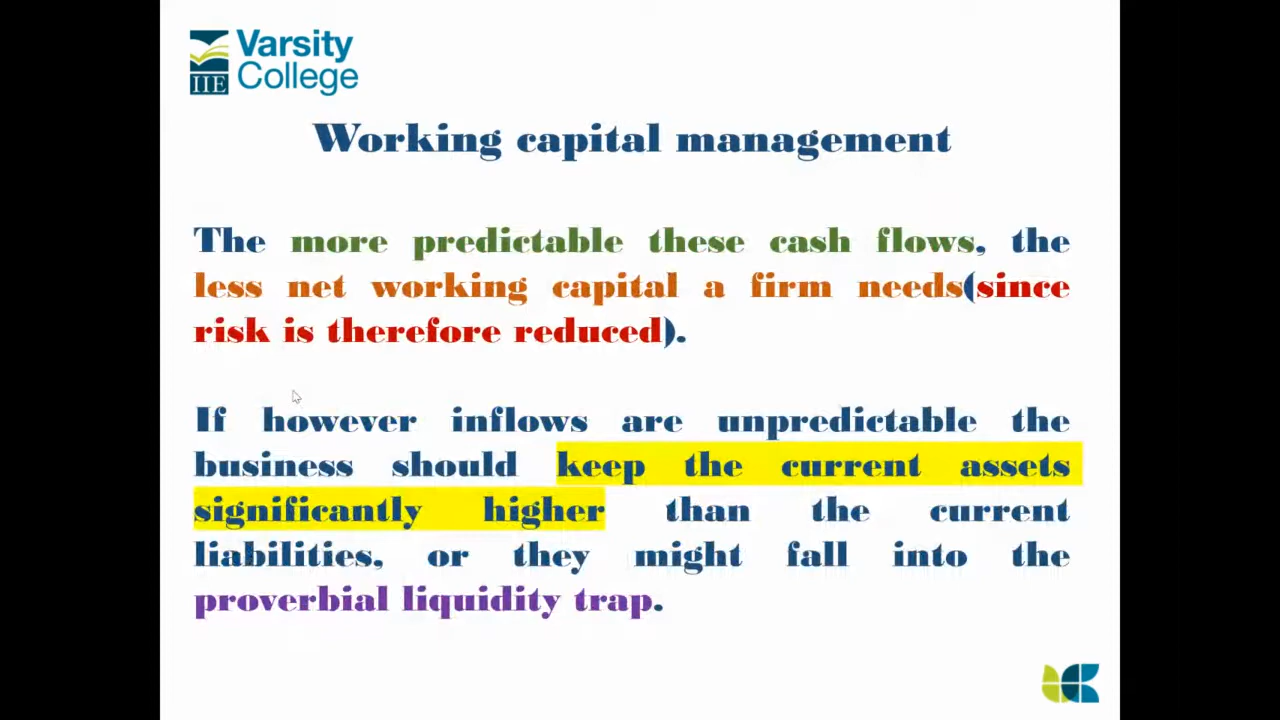 Varsity
College
IIE
Working capital management
The more predictable these cash flows, the
less net working capital a firm needs(since
risk is therefore reduced).
If however inflows are unpredictable the
business should keep the current assets
significantly higher than the current
liabilities, or they might fall into the
proverbial liquidity trap.